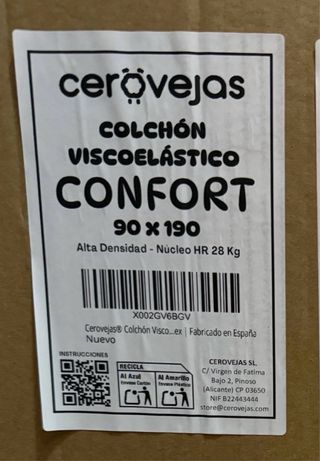 cerovejas
COLCHÓN
VISCOELÁSTICO
CONFORT
90 x 190
Alta Densidad - Núcleo HR 28 Kg
X002GV6BGV
Cerovejas® Colchón Visco...ex | Fabricado en España
Nuevo
INSTRUCCIONES
RECICLA
Al Azul
Envase Cartón
Al Amarillo
Envase Plástico
CEROVEJAS SL.
C/ Virgen de Fatima
Bajo 2, Pinoso
(Alicante) CP 03650
NIF B22443444
store@cerovejas.com